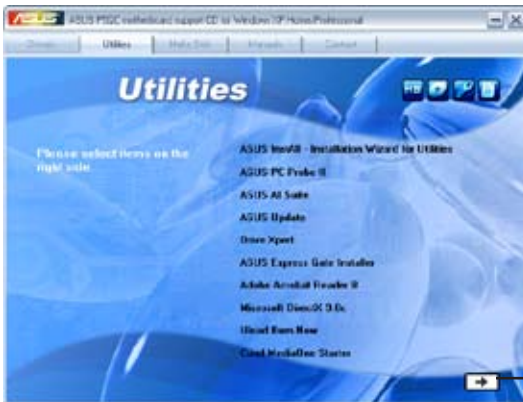 ASUS P5QC motherboard support CD for Windows XP Home/Professional
Drivers Utilities Make Disk Manuals Contact
Utilities
Please select items on the
right side
ASUS InstAll - Installation Wizard for Utilities
ASUS PC Probe II
ASUS AI Suite
ASUS Update
Drive Xpert
ASUS Express Gate Installer
Adobe Acrobat Reader 8
Microsoft DirectX 9.0c
Ulead Burn Now
Corel MediaOne Starter